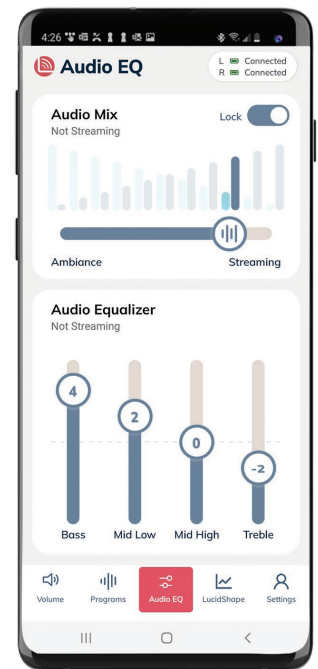 4:26
Audio EQ
L Connected
R Connected
Audio Mix
Lock
Not Streaming
Ambiance
Streaming
Audio Equalizer
Not Streaming
4
2
0
-2
Bass
Mid Low
Mid High
Treble
Volume
Programs
Audio EQ
LucidShape
Settings